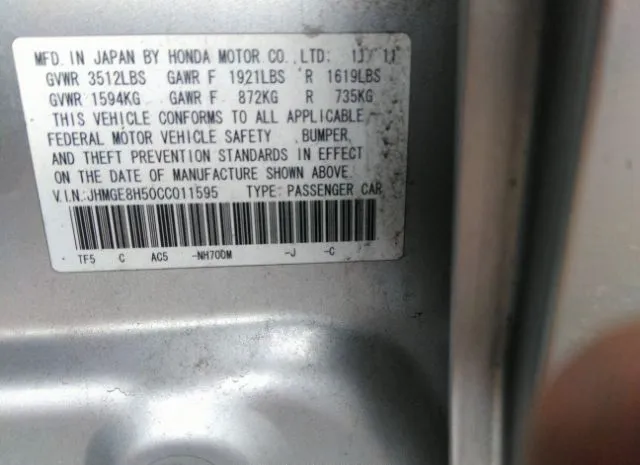 MFD. IN JAPAN BY HONDA MOTOR CO.,LTD. 11/11
GVWR 3512LBS GAWR F 1921LBS R 1619LBS
GVWR 1594KG GAWR F 872KG R 735KG
THIS VEHICLE CONFORMS TO ALL APPLICABLE
FEDERAL MOTOR VEHICLE SAFETY ,BUMPER,
AND THEFT PREVENTION STANDARDS IN EFFECT
ON THE DATE OF MANUFACTURE SHOWN ABOVE.
V.I.N.:JHMGE8H50CC011595 TYPE:PASSENGER CAR
TF5 C AC5 -NH700M -J -C